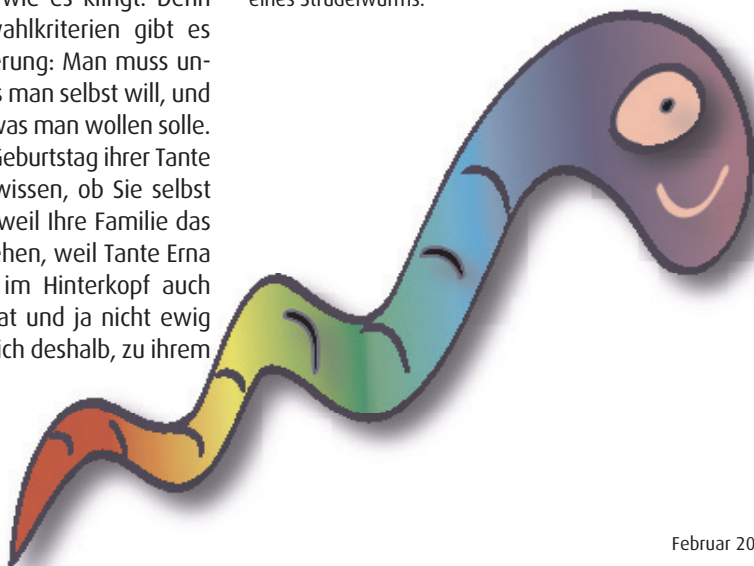 wie es klingt. Denn
wahlkriterien gibt es
erung: Man muss un-
s man selbst will, und
was man wollen solle.
Geburtstag ihrer Tante
wissen, ob Sie selbst
weil Ihre Familie das
ehen, weil Tante Erna
im Hinterkopf auch
at und ja nicht ewig
ich deshalb, zu ihrem
eines Strudelwurms.
Februar 20